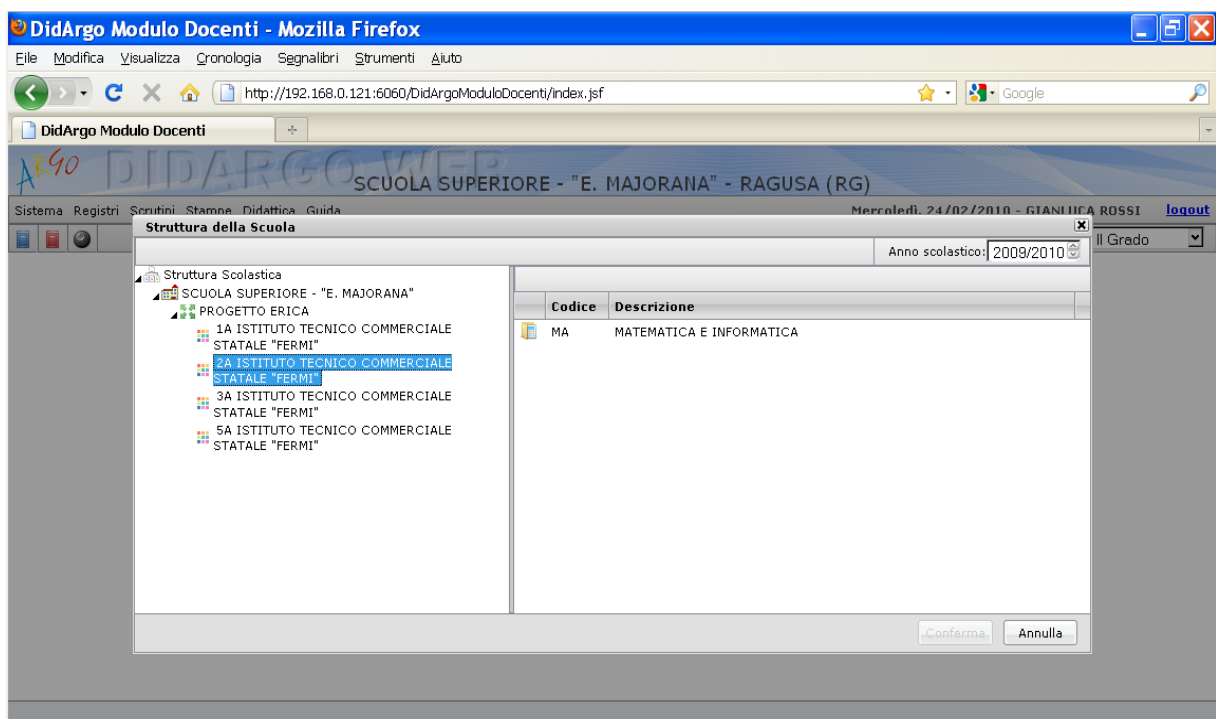 DidArgo Modulo Docenti - Mozilla Firefox
File Modifica Visualizza Cronologia Segnalibri Strumenti Aiuto
http://192.168.0.121:6060/DidArgoModuloDocenti/index.jsf Google
DidArgo Modulo Docenti
ARGO DIDARGO WEB
SCUOLA SUPERIORE - "E. MAJORANA" - RAGUSA (RG)
Sistema Registri Scrutini Stampe Didattica Guida Mercoledì, 24/02/2010 - GIANLUCA ROSSI logout
Struttura della Scuola
II Grado
Anno scolastico: 2009/2010
Struttura Scolastica
SCUOLA SUPERIORE - "E. MAJORANA"
PROGETTO ERICA
1A ISTITUTO TECNICO COMMERCIALE
STATALE "FERMI"
2A ISTITUTO TECNICO COMMERCIALE
STATALE "FERMI"
3A ISTITUTO TECNICO COMMERCIALE
STATALE "FERMI"
5A ISTITUTO TECNICO COMMERCIALE
STATALE "FERMI"
Codice Descrizione
MA MATEMATICA E INFORMATICA
Conferma Annulla